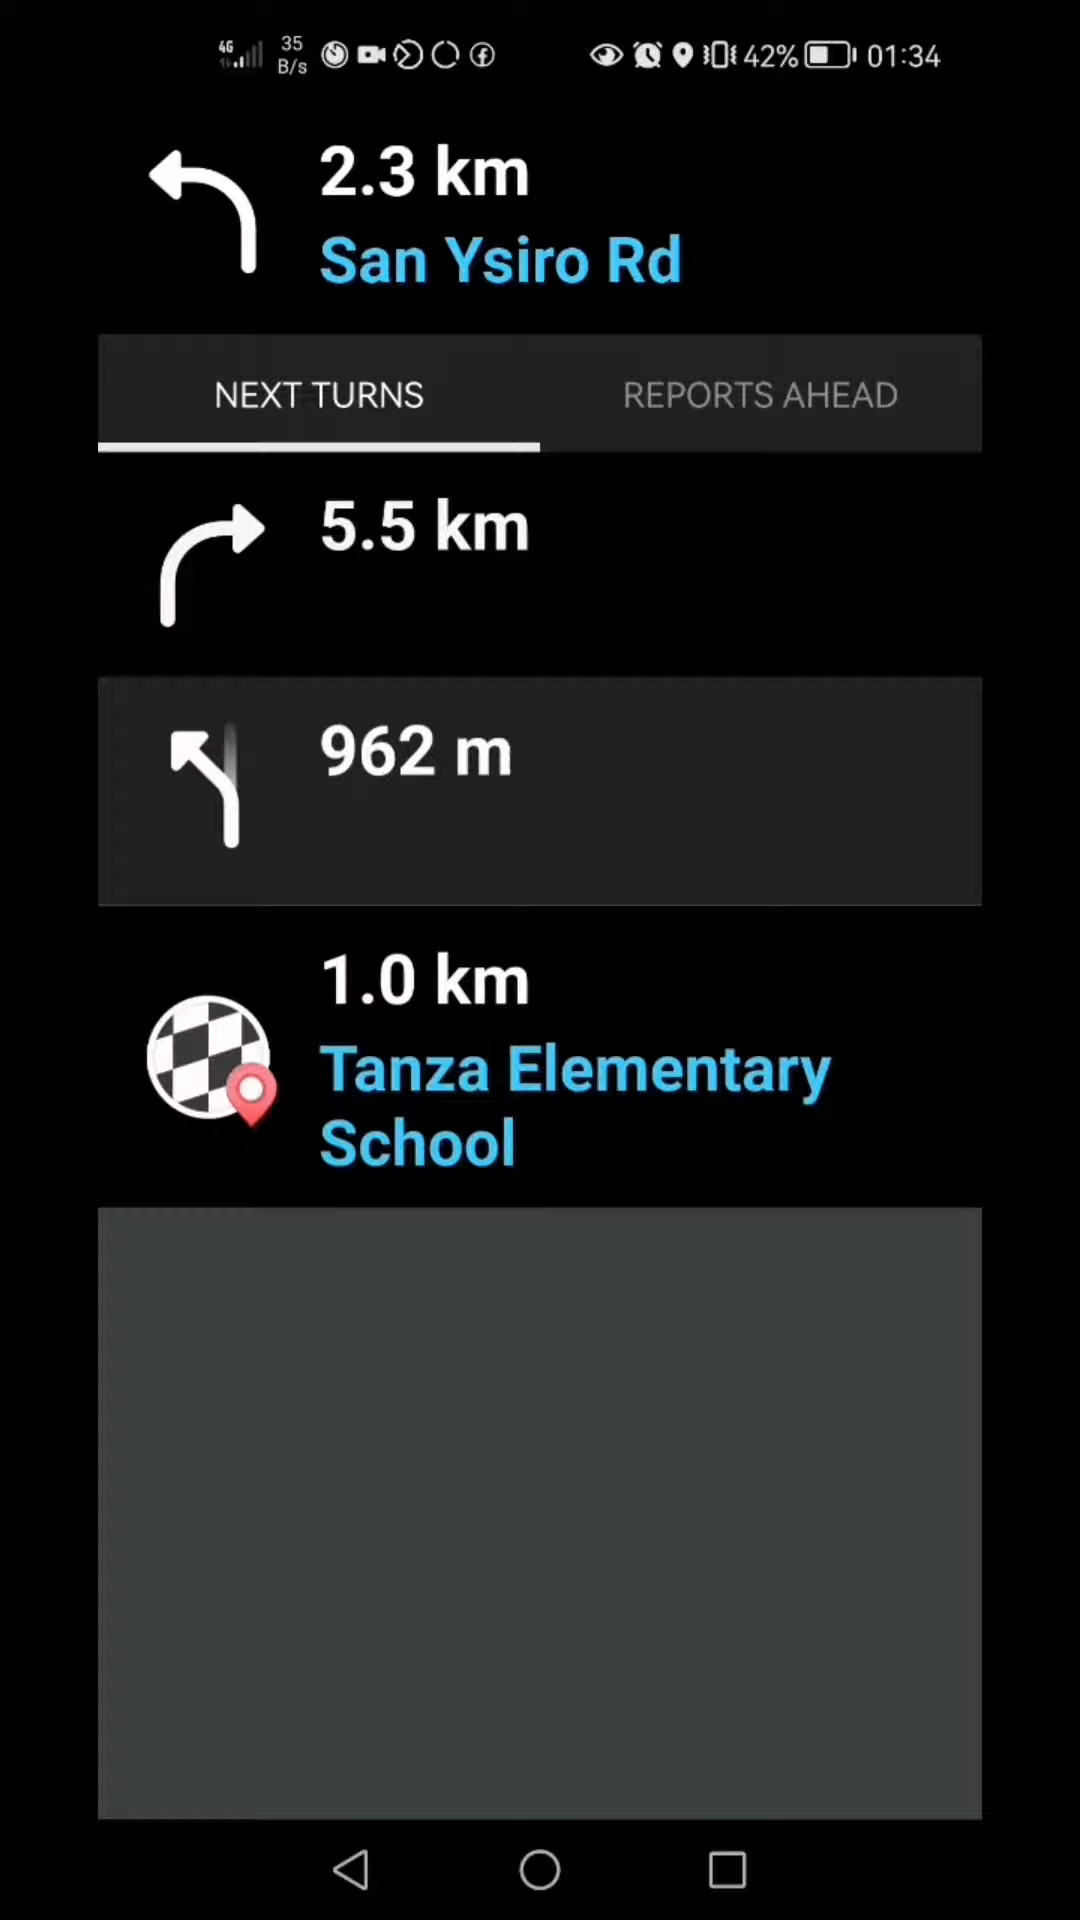 4G 35 B/s 42% 01:34
2.3 km
San Ysiro Rd
NEXT TURNS REPORTS AHEAD
5.5 km
962 m
1.0 km
Tanza Elementary
School